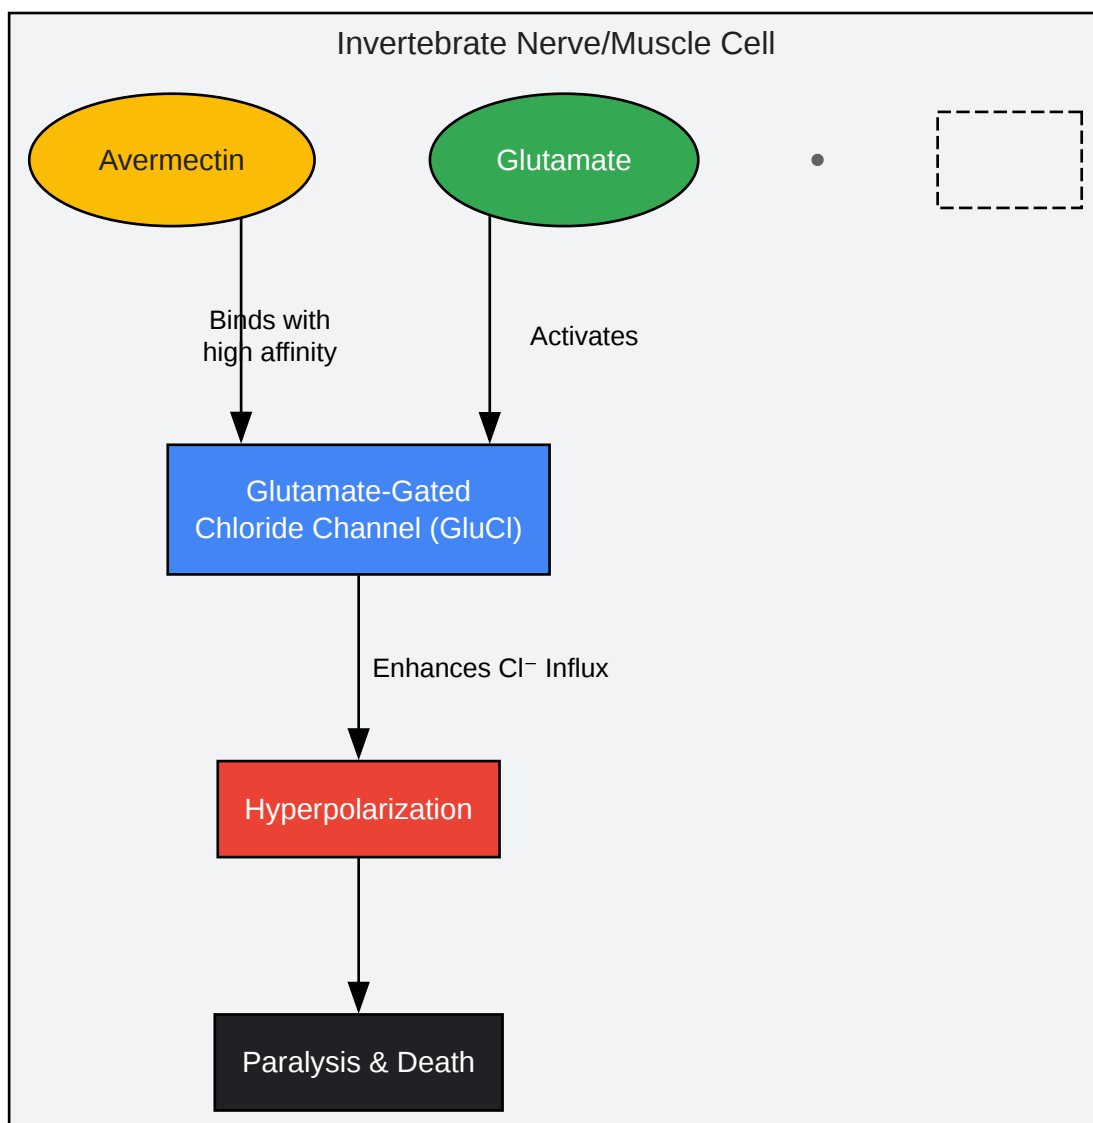 Invertebrate Nerve/Muscle Cell
Avermectin
Glutamate
Binds with
high affinity
Activates
Glutamate-Gated
Chloride Channel (GluCl)
Enhances Cl⁻ Influx
Hyperpolarization
Paralysis & Death